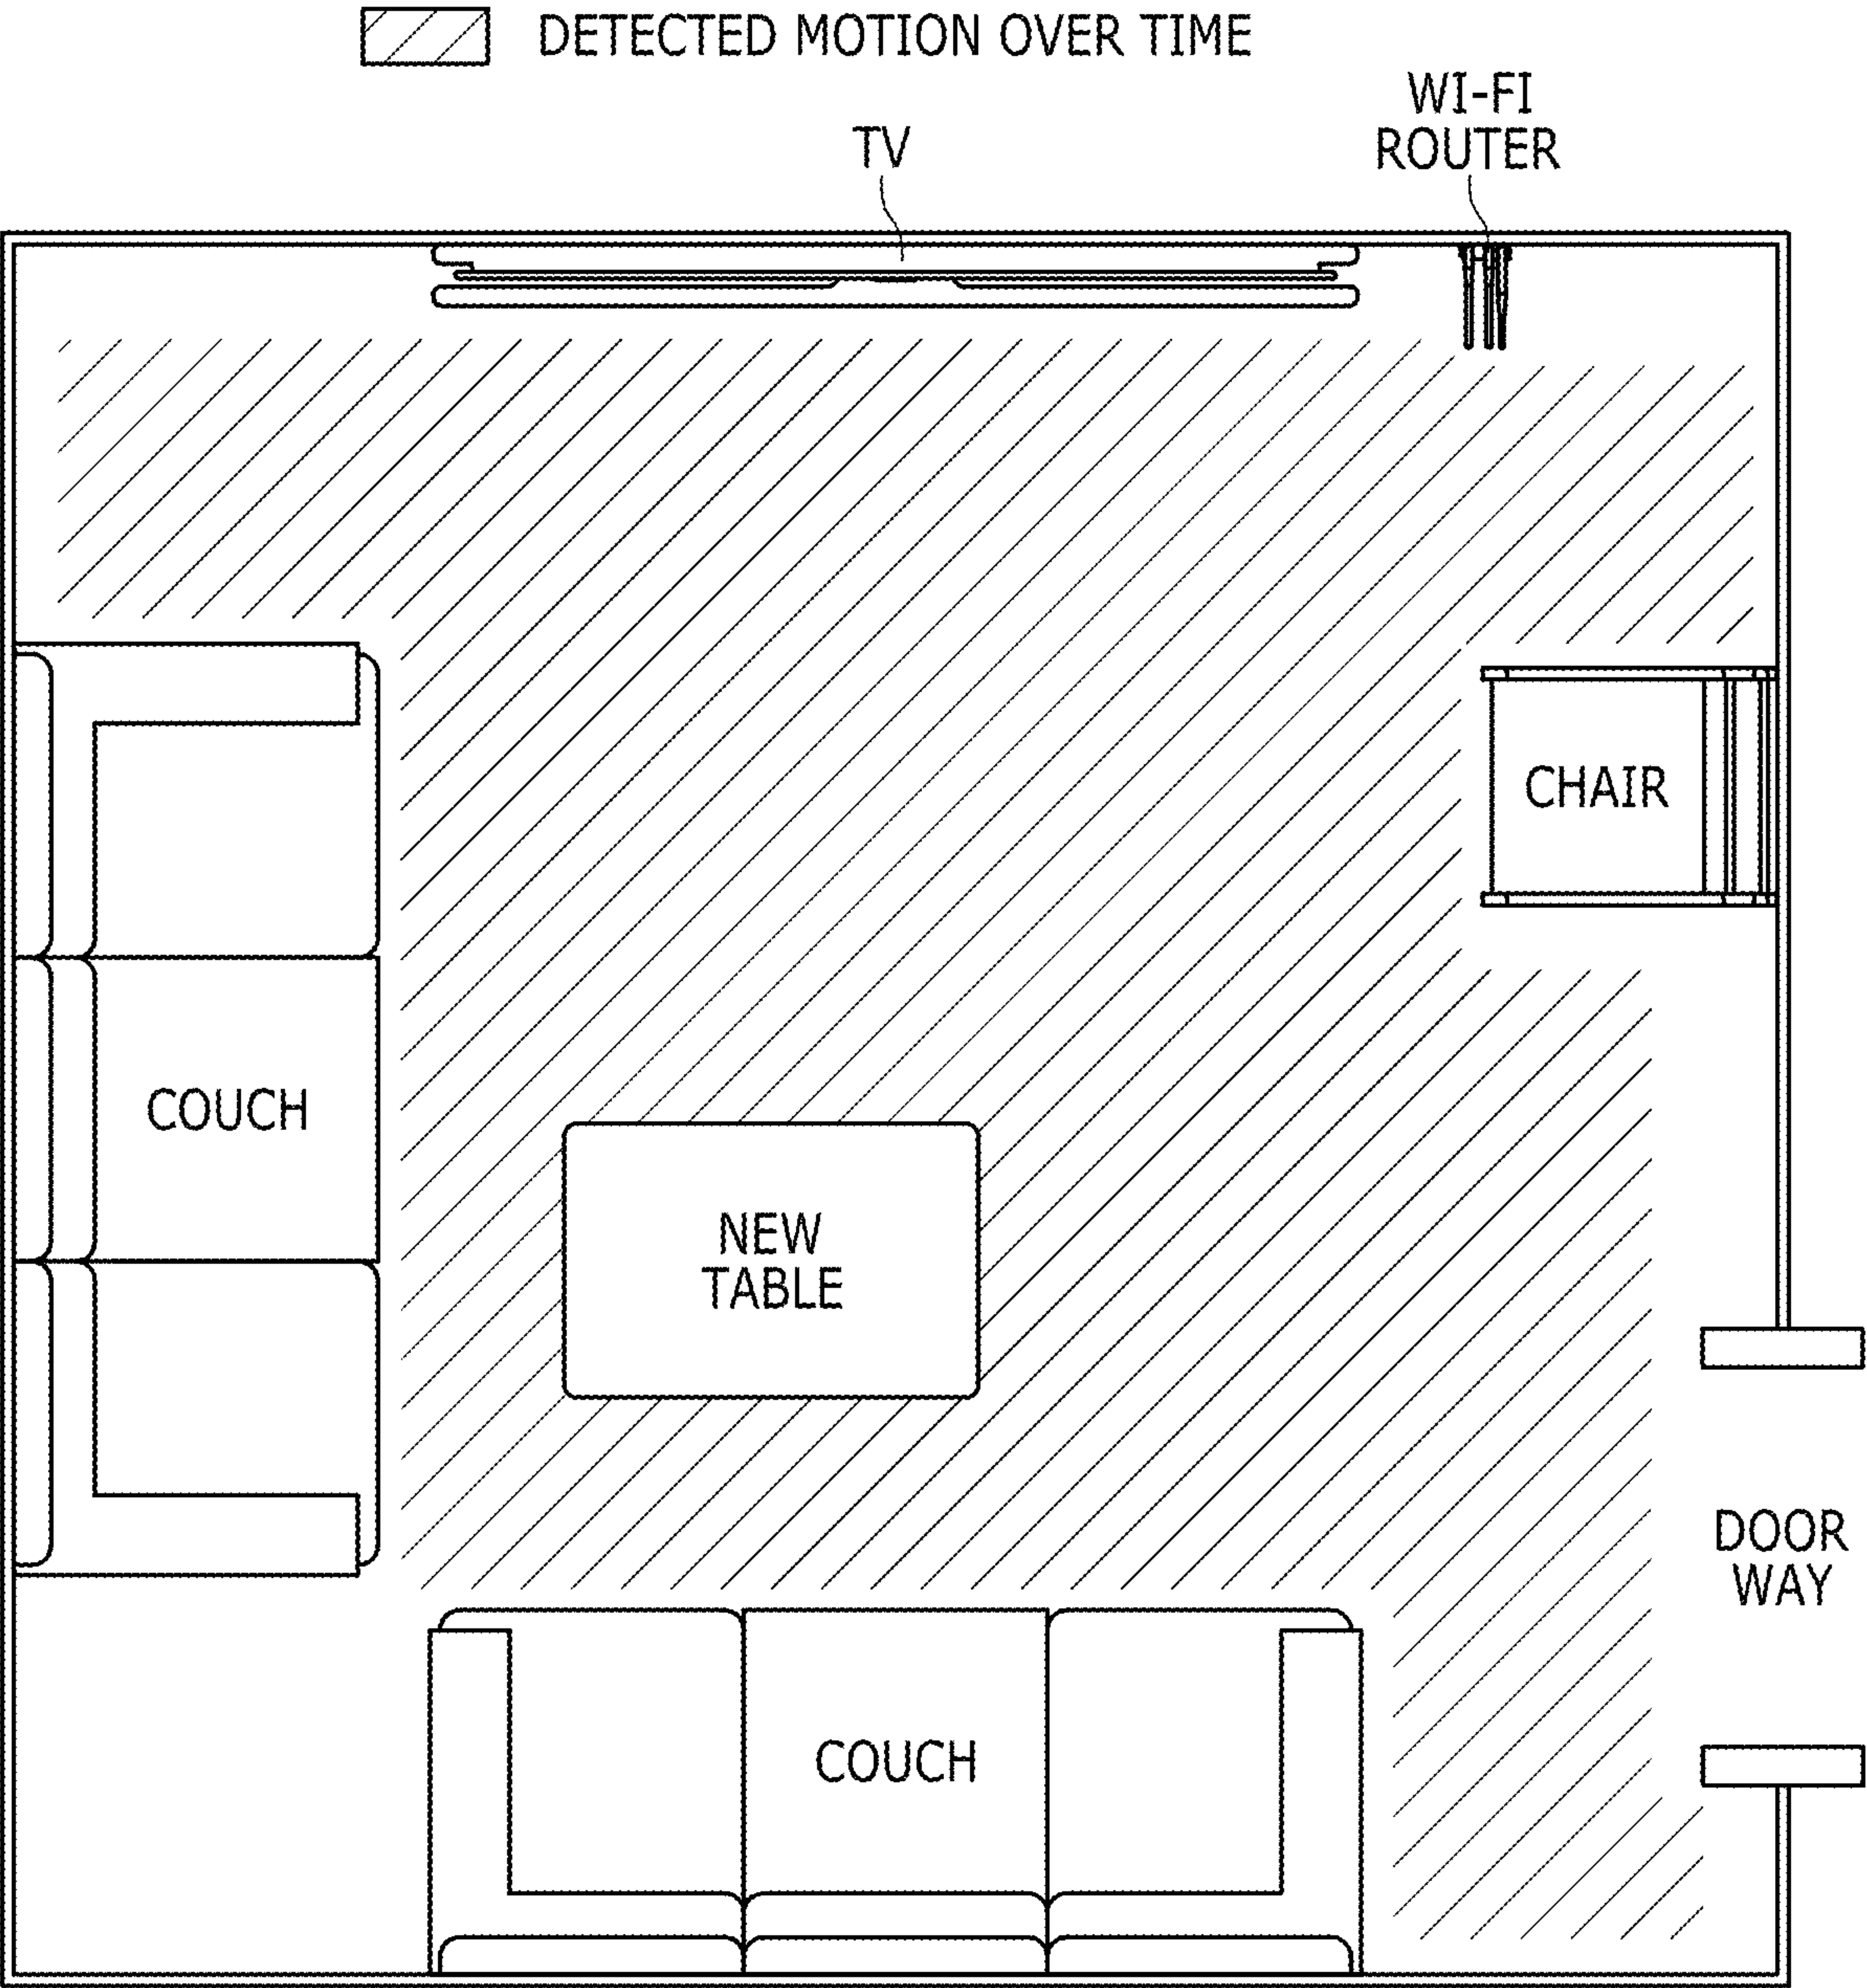 DETECTED MOTION OVER TIME
WI-FI
ROUTER
TV
CHAIR
COUCH
NEW
TABLE
DOOR
WAY
COUCH